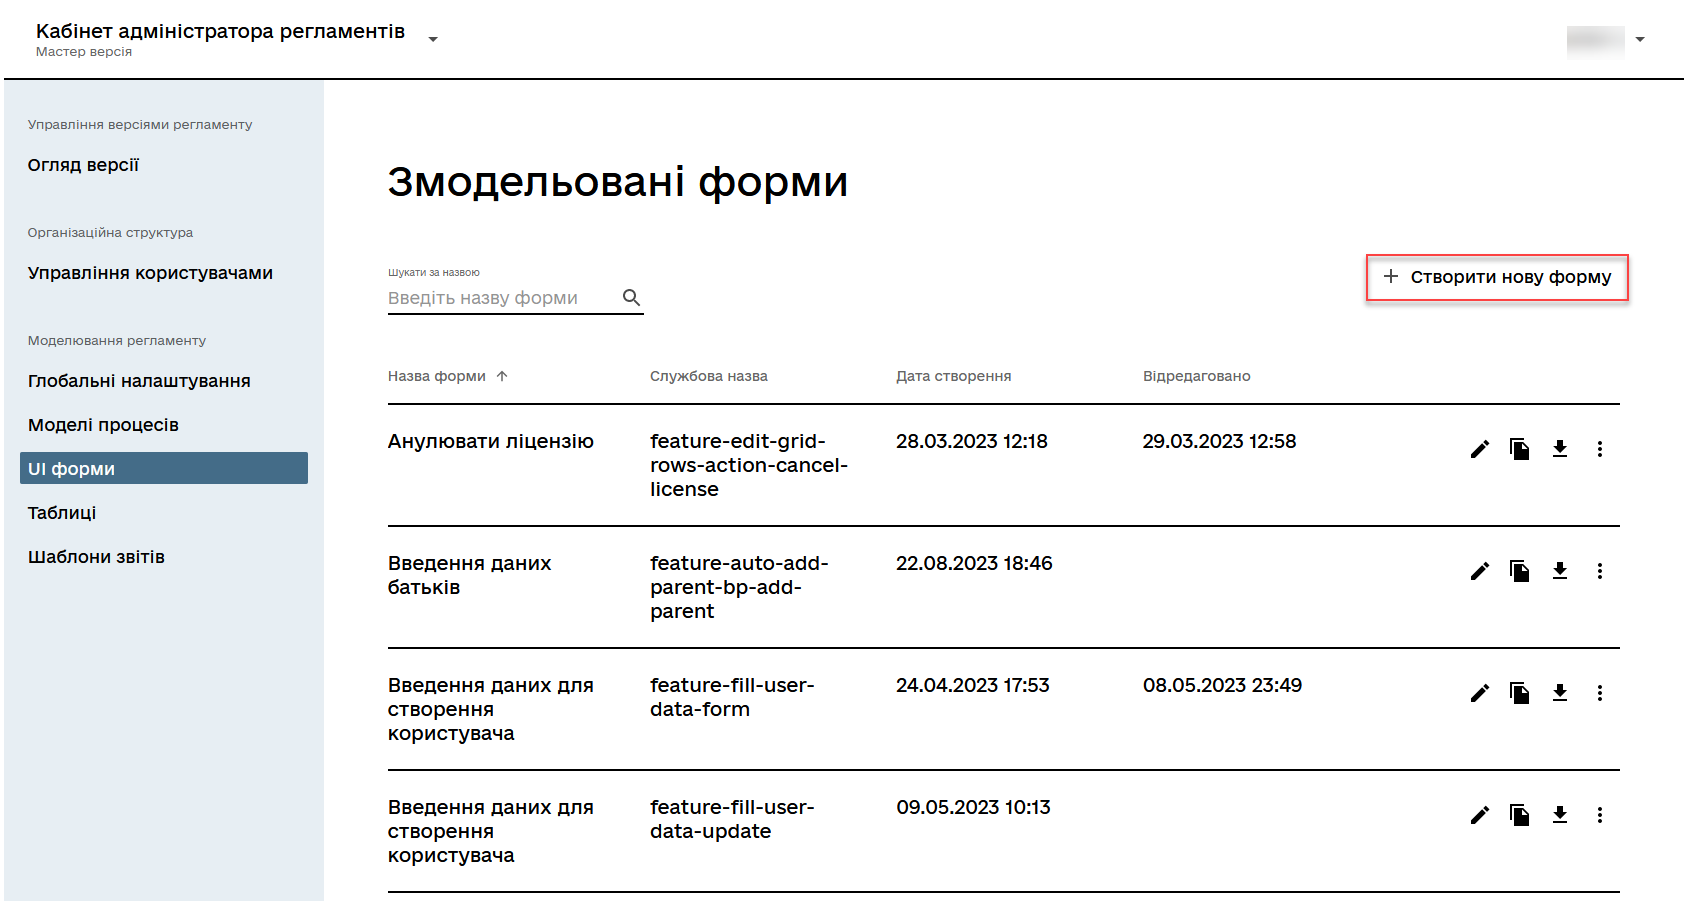 Кабінет адміністратора регламентів
Мастер версія
Управління версіями регламенту
Огляд версії
Організаційна структура
Управління користувачами
Моделювання регламенту
Глобальні налаштування
Моделі процесів
UI форми
Таблиці
Шаблони звітів
Змодельовані форми
Шукати за назвою
Введіть назву форми
Створити нову форму
Назва форми Службова назва Дата створення Відредаговано
Анулювати ліцензію feature-edit-grid- 28.03.2023 12:18 29.03.2023 12:58
rows-action-cancel-
license
Введення даних feature-auto-add- 22.08.2023 18:46
батьків parent-bp-add-
parent
Введення даних для feature-fill-user- 24.04.2023 17:53 08.05.2023 23:49
створення data-form
користувача
Введення даних для feature-fill-user- 09.05.2023 10:13
створення data-update
користувача